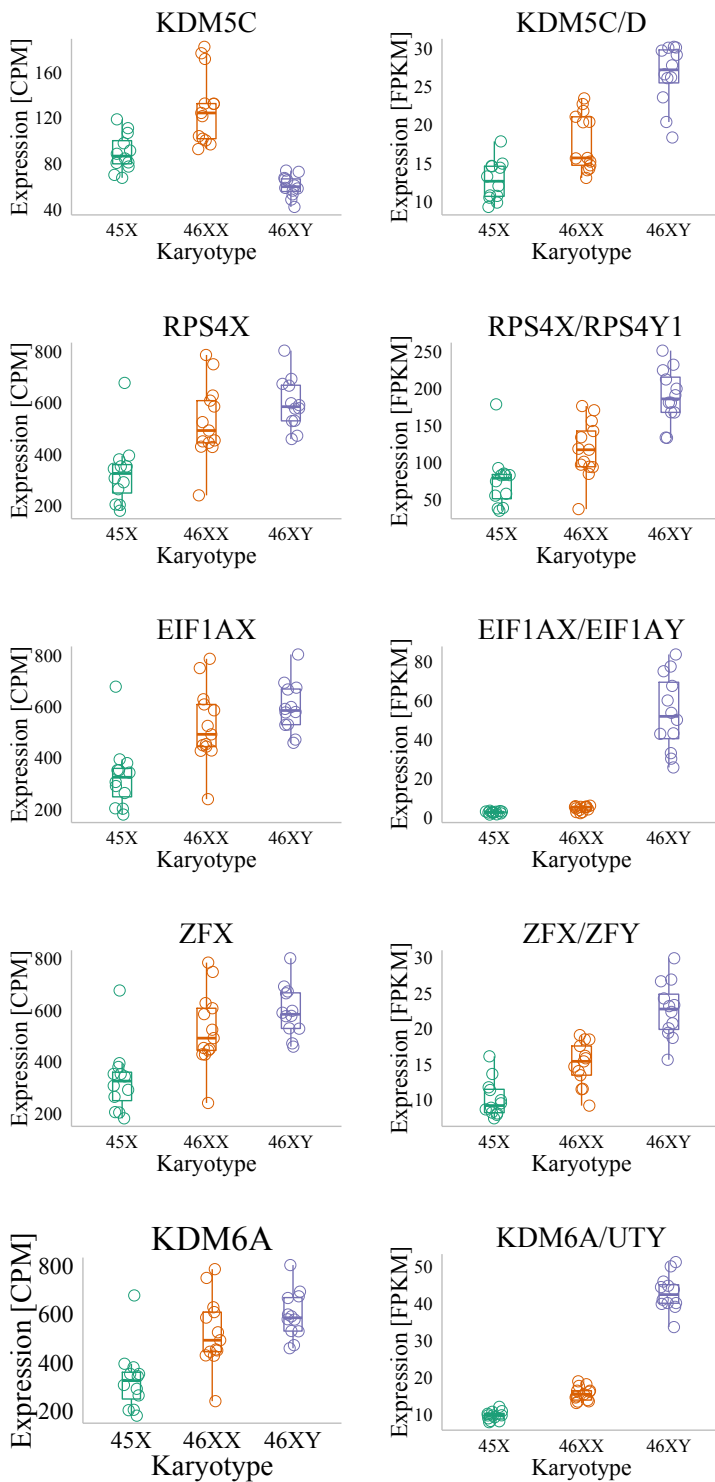 KDM5C
Expression [CPM]
160
120
80
40
45X 46XX 46XY
Karyotype
KDM5C/D
Expression [FPKM]
30
25
20
15
10
45X 46XX 46XY
Karyotype
RPS4X
Expression [CPM]
800
600
400
200
45X 46XX 46XY
Karyotype
RPS4X/RPS4Y1
Expression [FPKM]
250
200
150
100
50
45X 46XX 46XY
Karyotype
EIF1AX
Expression [CPM]
800
600
400
200
45X 46XX 46XY
Karyotype
EIF1AX/EIF1AY
Expression [FPKM]
80
60
40
20
0
45X 46XX 46XY
Karyotype
ZFX
Expression [CPM]
800
600
400
200
45X 46XX 46XY
Karyotype
ZFX/ZFY
Expression [FPKM]
30
25
20
15
10
45X 46XX 46XY
Karyotype
KDM6A
Expression [CPM]
800
600
400
200
45X 46XX 46XY
Karyotype
KDM6A/UTY
Expression [FPKM]
50
40
30
20
10
45X 46XX 46XY
Karyotype